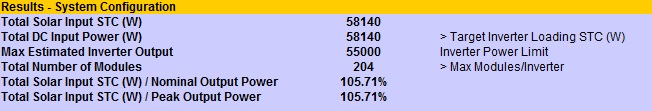 Results - System Configuration
Total Solar Input STC (W) 58140
Total DC Input Power (W) 58140 > Target Inverter Loading STC (W)
Max Estimated Inverter Output 55000 Inverter Power Limit
Total Number of Modules 204 > Max Modules/Inverter
Total Solar Input STC (W) / Nominal Output Power 105.71%
Total Solar Input STC (W) / Peak Output Power 105.71%